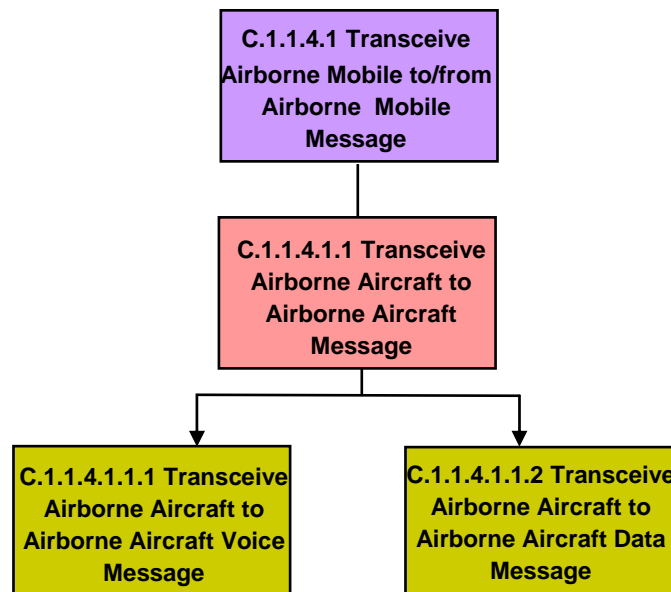 C.1.1.4.1 Transceive
Airborne Mobile to/from
Airborne Mobile
Message
C.1.1.4.1.1 Transceive
Airborne Aircraft to
Airborne Aircraft
Message
C.1.1.4.1.1.1 Transceive
Airborne Aircraft to
Airborne Aircraft Voice
Message
C.1.1.4.1.1.2 Transceive
Airborne Aircraft to
Airborne Aircraft Data
Message